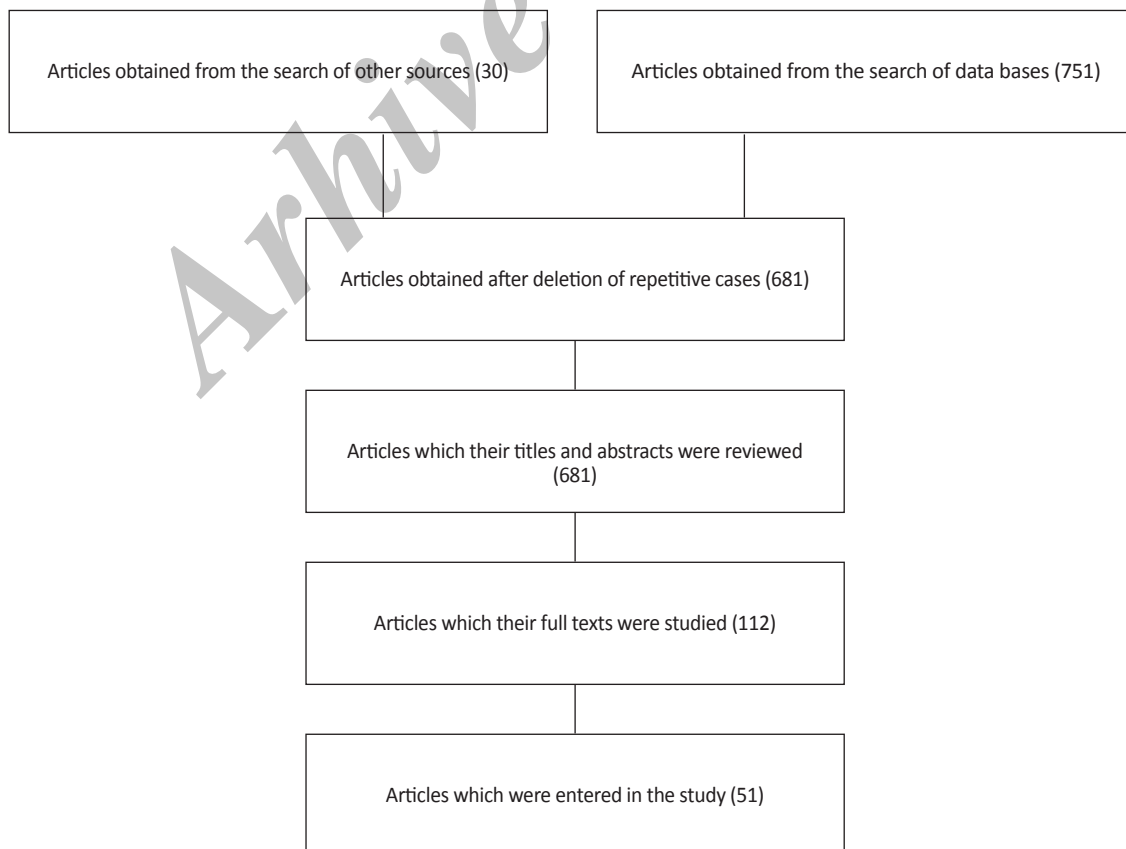 Articles obtained from the search of other sources (30)
Articles obtained from the search of data bases (751)
Articles obtained after deletion of repetitive cases (681)
Articles which their titles and abstracts were reviewed
(681)
Articles which their full texts were studied (112)
Articles which were entered in the study (51)
Arhive